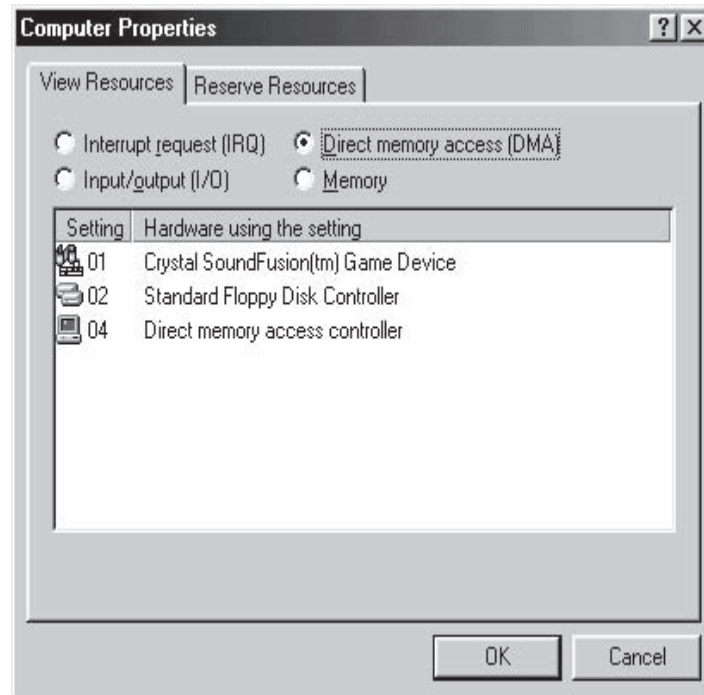 Computer Properties
View Resources Reserve Resources
Interrupt request (IRQ) Direct memory access (DMA)
Input/output (I/O) Memory
Setting Hardware using the setting
01 Crystal SoundFusion(tm) Game Device
02 Standard Floppy Disk Controller
04 Direct memory access controller
OK Cancel